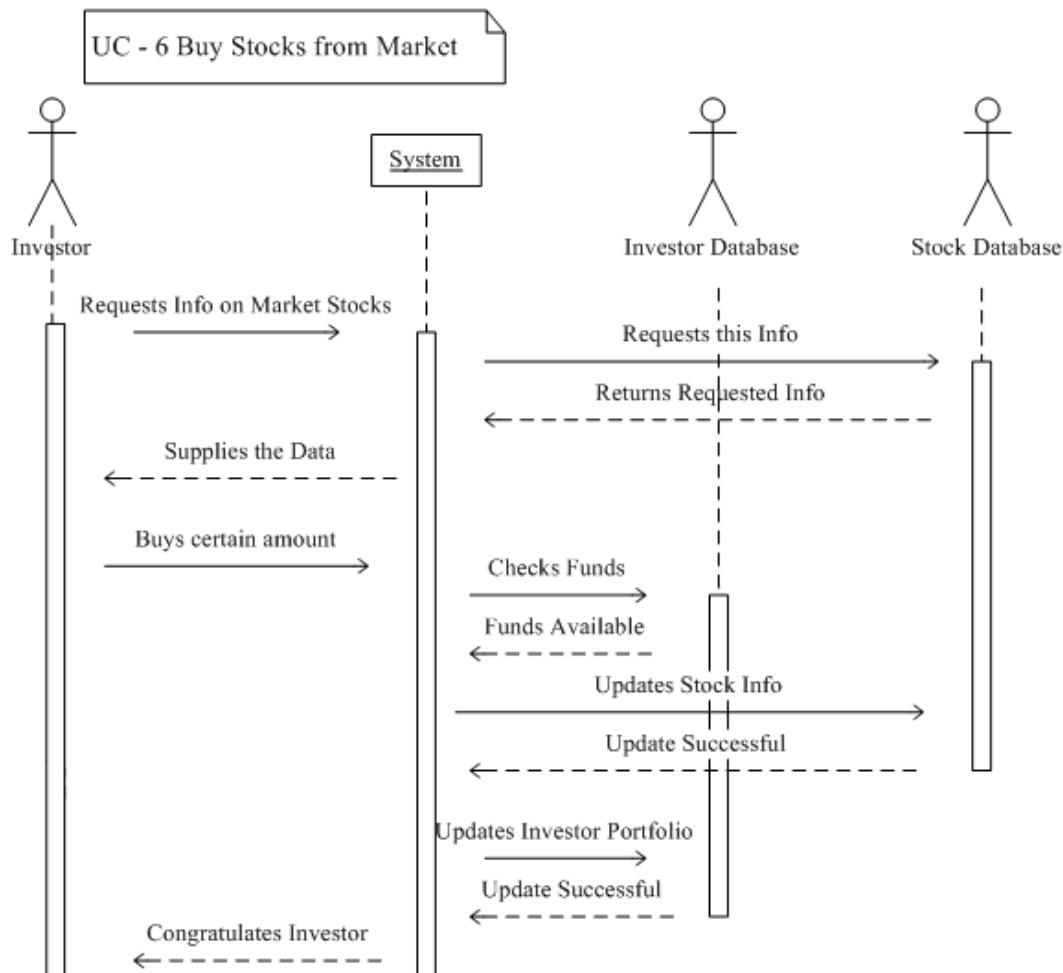 UC - 6 Buy Stocks from Market
System
Investor
Investor Database
Stock Database
Requests Info on Market Stocks
Requests this Info
Returns Requested Info
Supplies the Data
Buys certain amount
Checks Funds
Funds Available
Updates Stock Info
Update Successful
Updates Investor Portfolio
Update Successful
Congratulates Investor